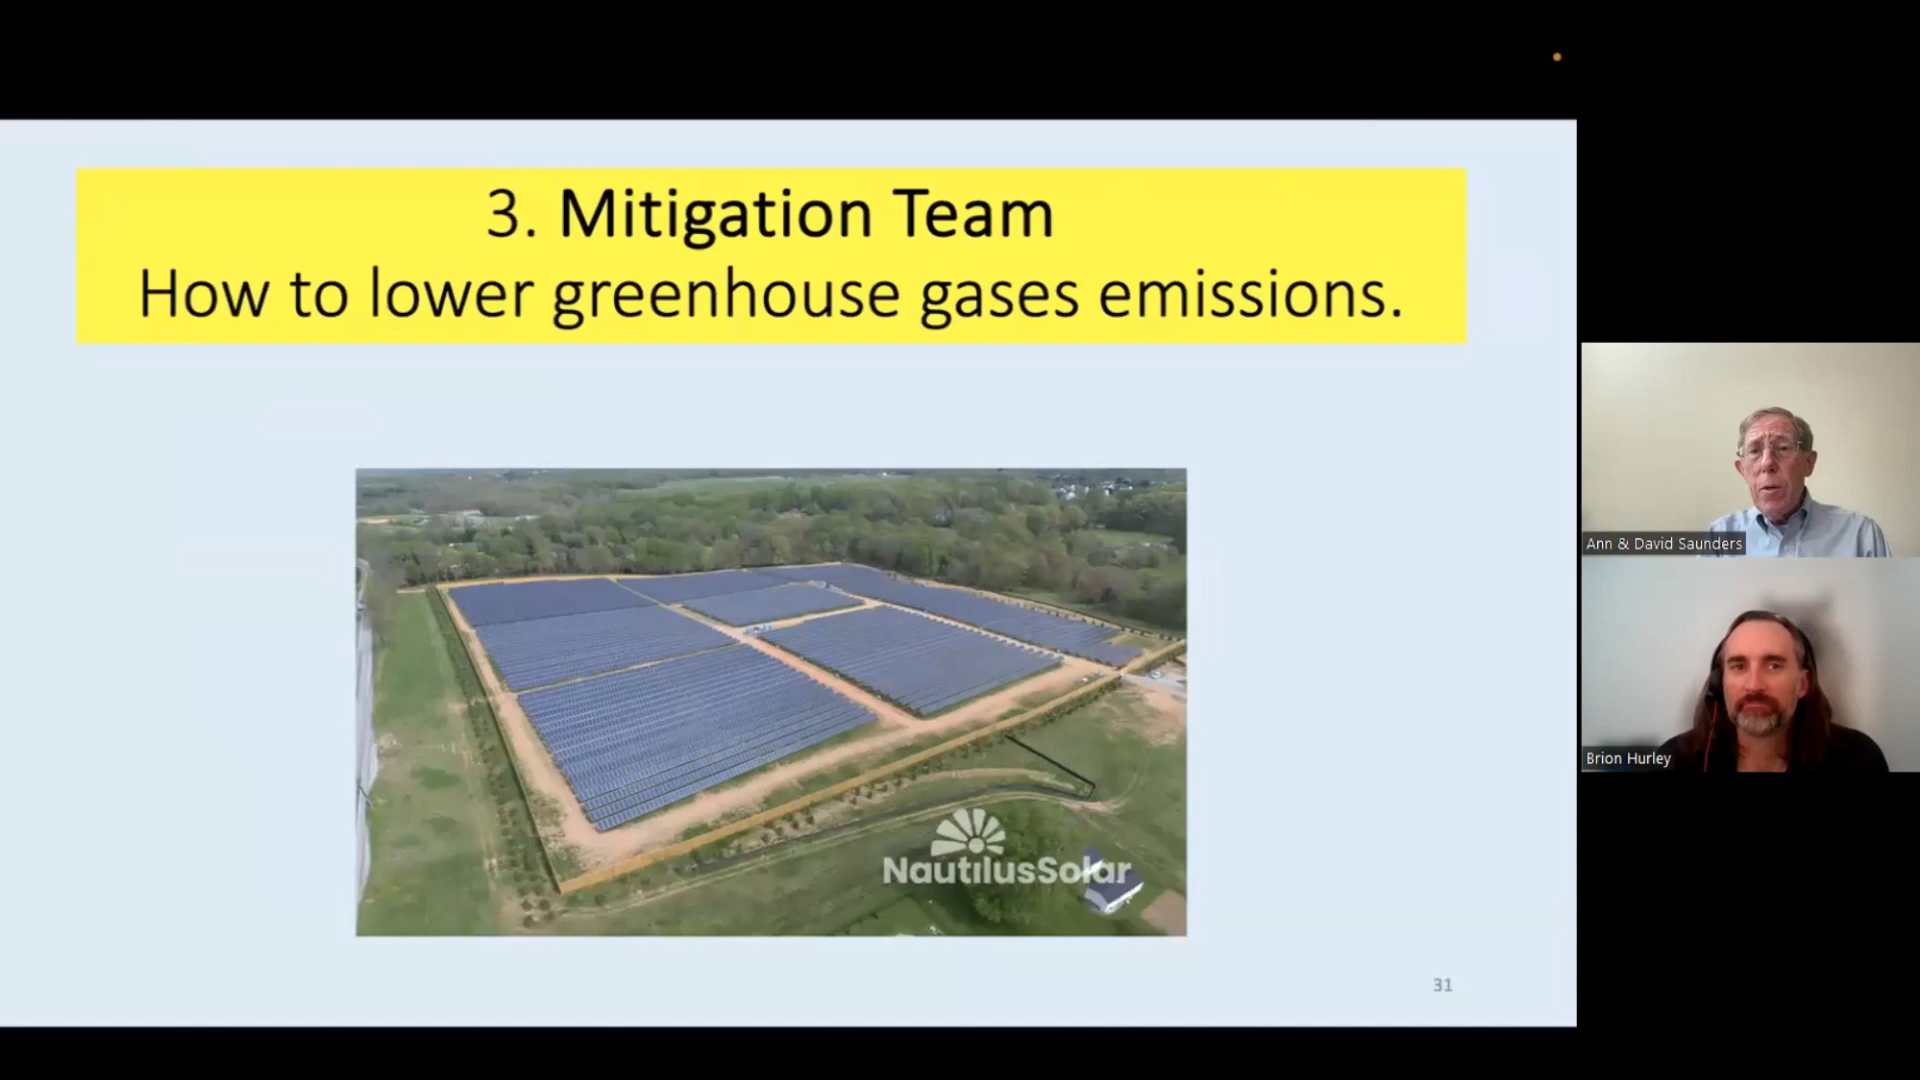 3. Mitigation Team
How to lower greenhouse gases emissions.
NautilusSolar
31
Ann & David Saunders
Brion Hurley